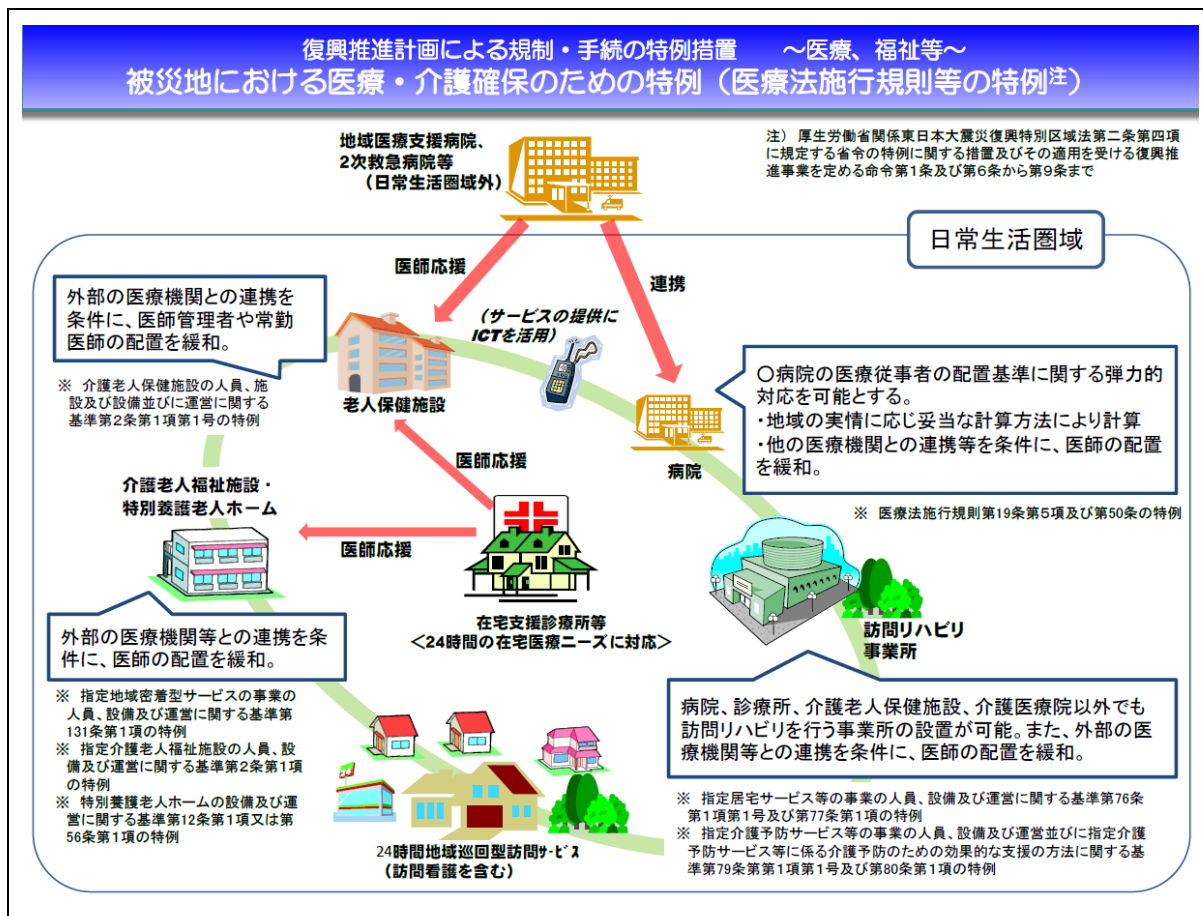 復興推進計画による規制・手続の特例措置　　～医療、福祉等～
被災地における医療・介護確保のための特例（医療法施行規則等の特例注）
地域医療支援病院、
2次救急病院等
（日常生活圏域外）
注） 厚生労働省関係東日本大震災復興特別区域法第二条第四項
に規定する省令の特例に関する措置及びその適用を受ける復興推
進事業を定める命令第1条及び第6条から第9条まで
日常生活圏域
医師応援
連携
外部の医療機関との連携を
条件に、医師管理者や常勤
医師の配置を緩和。
（サービスの提供に
ICTを活用）
※ 介護老人保健施設の人員、施
設及び設備並びに運営に関する
基準第2条第1項第1号の特例
老人保健施設
病院
〇病院の医療従事者の配置基準に関する弾力的
対応を可能とする。
・地域の実情に応じ妥当な計算方法により計算
・他の医療機関との連携等を条件に、医師の配置
を緩和。
※ 医療法施行規則第19条第5項及び第50条の特例
医師応援
介護老人福祉施設・
特別養護老人ホーム
医師応援
在宅支援診療所等
＜24時間の在宅医療ニーズに対応＞
訪問リハビリ
事業所
外部の医療機関等との連携を条
件に、医師の配置を緩和。
※ 指定地域密着型サービスの事業の
人員、設備及び運営に関する基準第
131条第1項の特例
※ 指定介護老人福祉施設の人員、設
備及び運営に関する基準第2条第1項
の特例
※ 特別養護老人ホームの設備及び運
営に関する基準第12条第1項又は第
56条第1項の特例
病院、診療所、介護老人保健施設、介護医療院以外でも
訪問リハビリを行う事業所の設置が可能。また、外部の医
療機関等との連携を条件に、医師の配置を緩和。
※ 指定居宅サービス等の事業の人員、設備及び運営に関する基準第76条
第1項第1号及び第77条第1項の特例
※ 指定介護予防サービス等の事業の人員、設備及び運営並びに指定介護
予防サービス等に係る介護予防のための効果的な支援の方法に関する基
準第79条第第1項第1号及び第80条第1項の特例
24時間地域巡回型訪問ｻｰﾋﾞｽ
（訪問看護を含む）